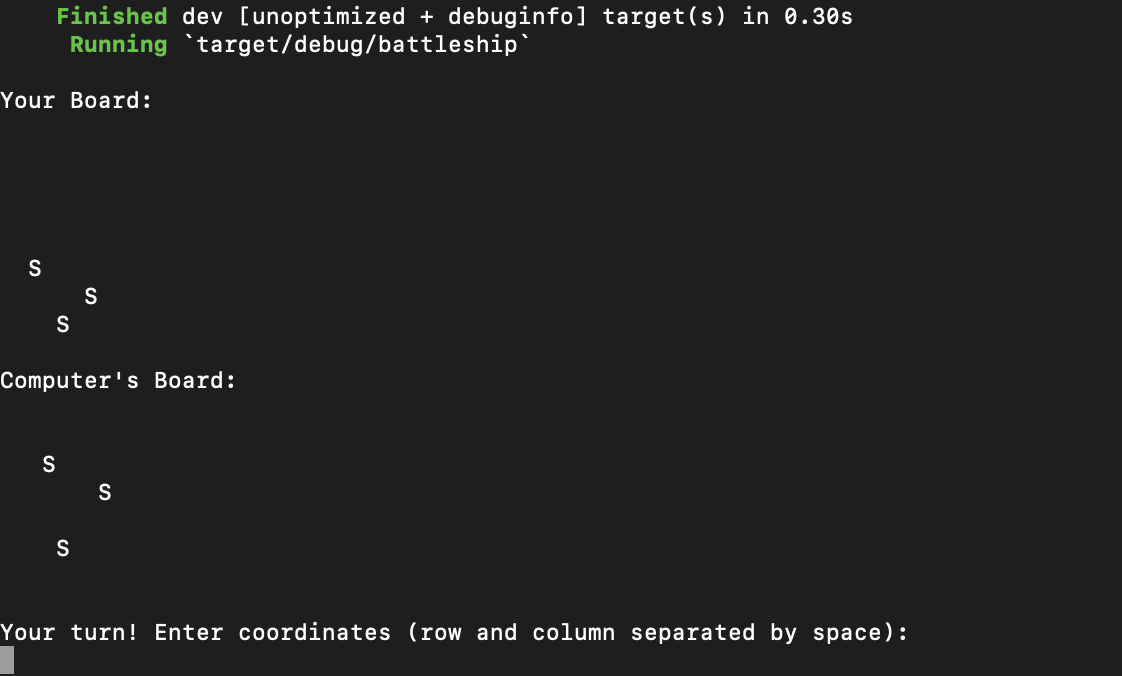 Finished dev [unoptimized + debuginfo] target(s) in 0.30s
Running `target/debug/battleship`
Your Board:
S
S
S
Computer's Board:
S
S
S
Your turn! Enter coordinates (row and column separated by space):